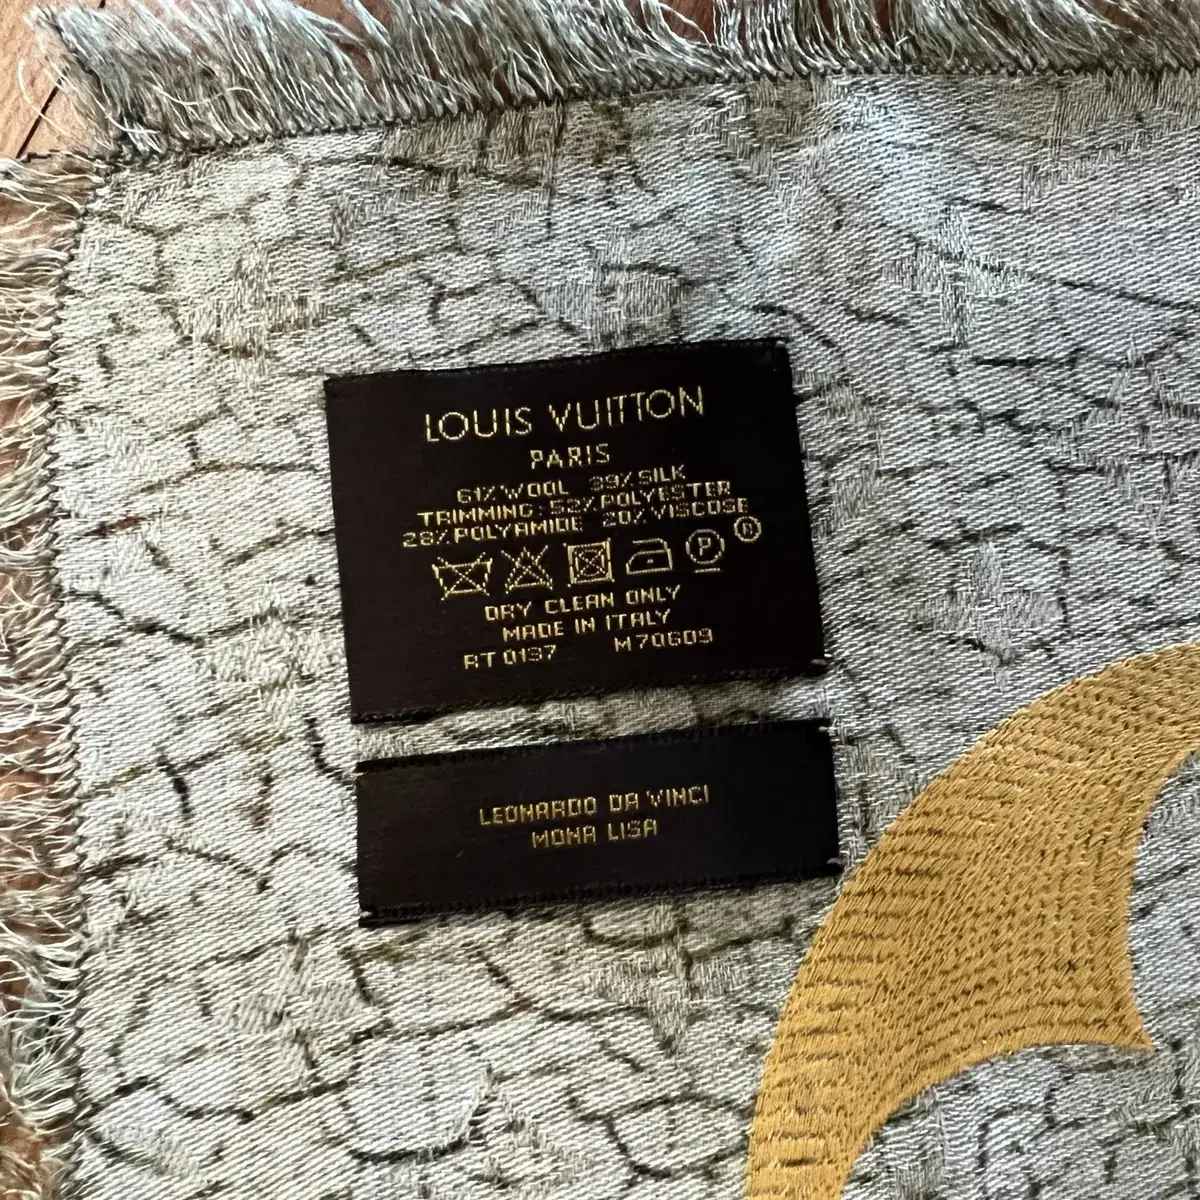 LOUIS VUITTON
PARIS
61% WOOL 39% SILK
TRIMMING: 52% POLYESTER
28% POLYAMIDE 20% VISCOSE
P ®
DRY CLEAN ONLY
MADE IN ITALY
RT 0197 M70609
LEONARDO DA VINCI
MONA LISA